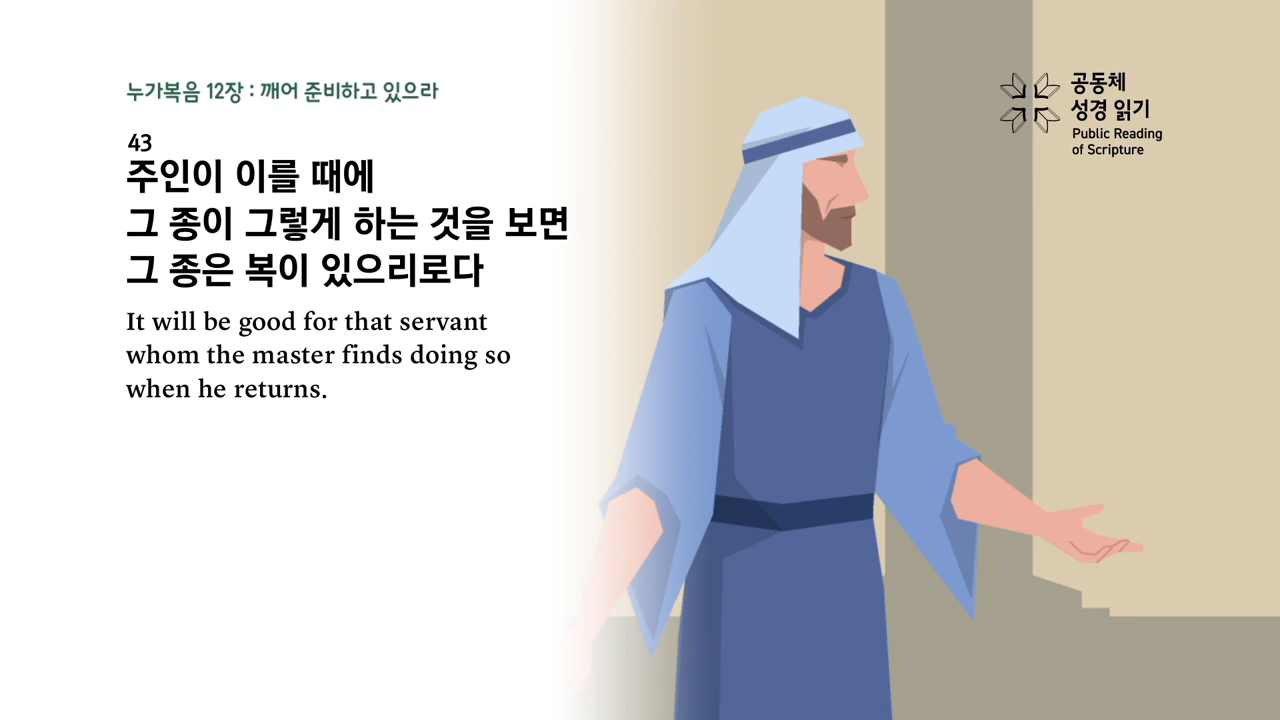 누가복음 12장 : 깨어 준비하고 있으라
43
주인이 이를 때에
그 종이 그렇게 하는 것을 보면
그 종은 복이 있으리로다
It will be good for that servant
whom the master finds doing so
when he returns.
공동체
성경 읽기
Public Reading
of Scripture